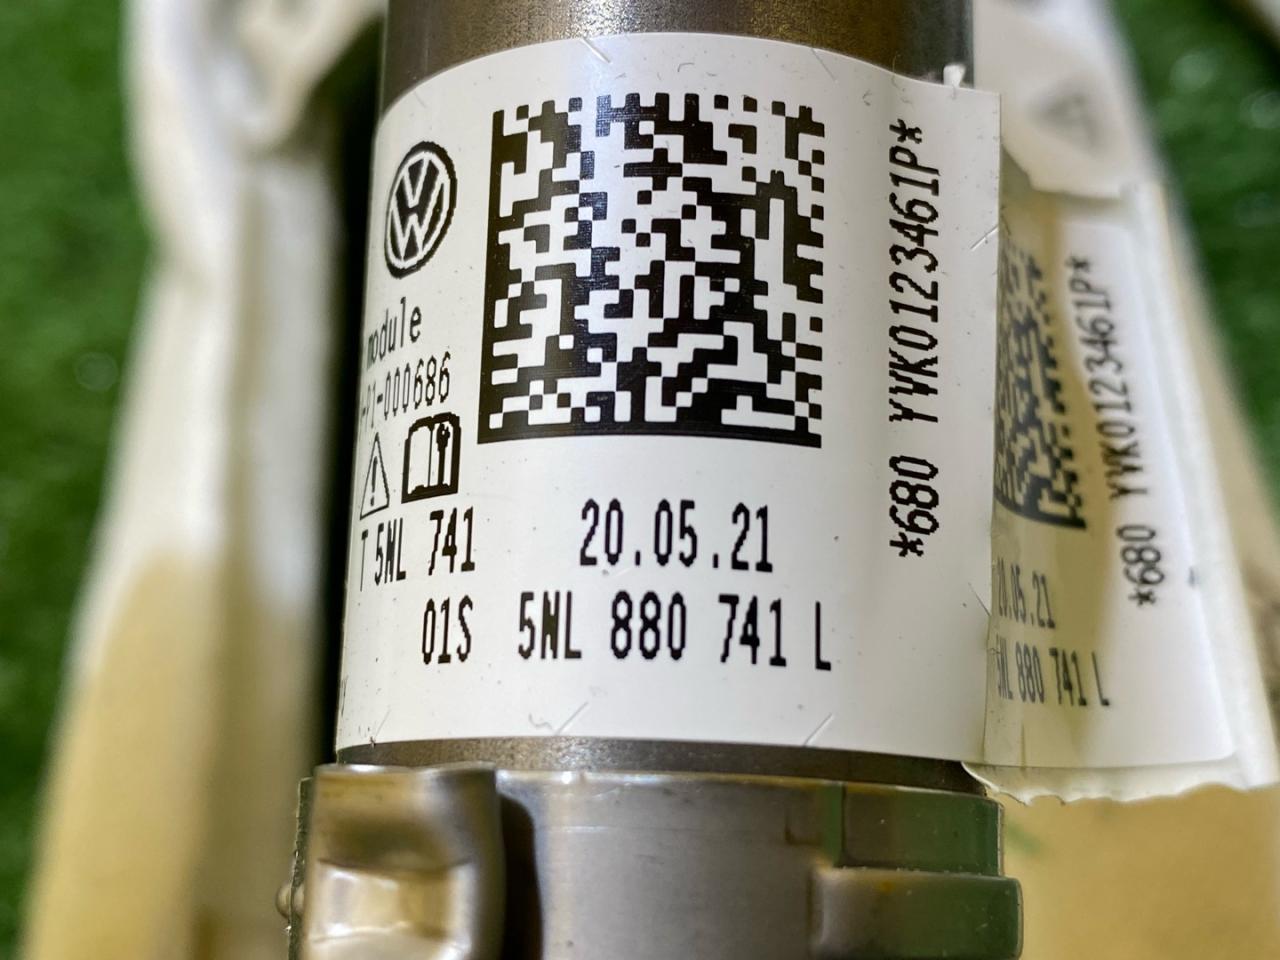 module
-000686
T 5NL 741
20.05.21
01S
5NL 880 741 L
*680 YVK0123461P*
*680 YVK0123461P*
20.05.21
5NL 880 741 L